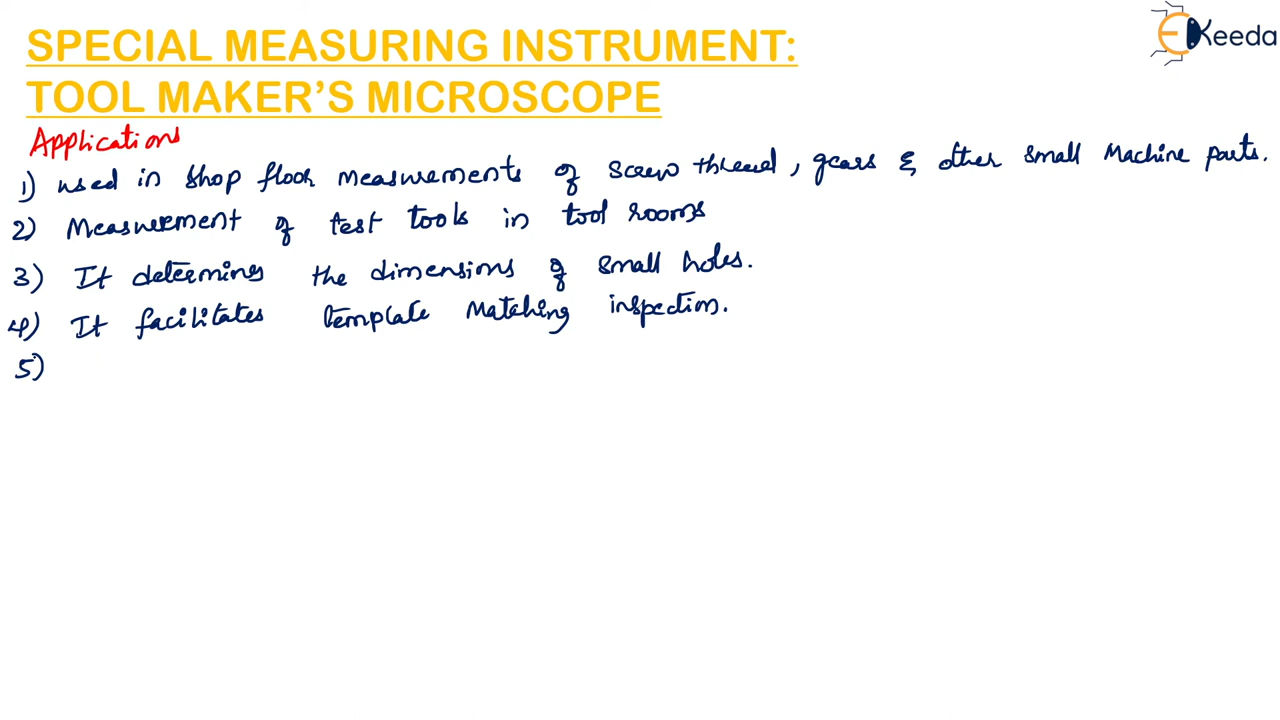 SPECIAL MEASURING INSTRUMENT:
TOOL MAKER'S MICROSCOPE
EKeeda
Applications
1) used in shop floor measurements of screw thread, gears & other small Machine parts.
2) Measurement of test tools in tool rooms
3) It determines the dimensions of small holes.
4) It facilitates template Matching inspection.
5)